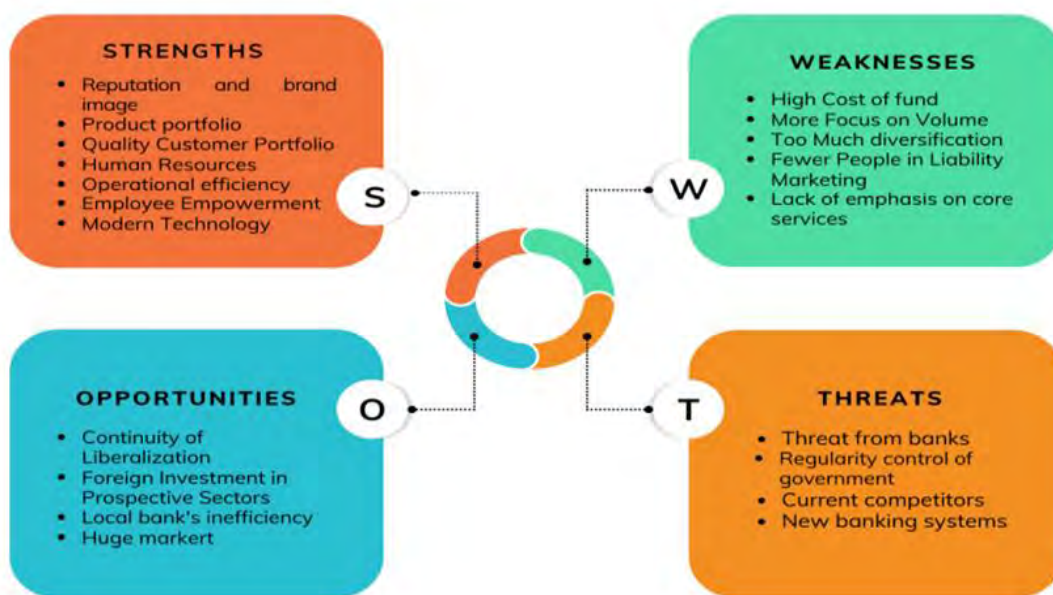 STRENGTHS
• Reputation and brand
image
• Product portfolio
• Quality Customer Portfolio
• Human Resources
• Operational efficiency
• Employee Empowerment
• Modern Technology
S
WEAKNESSES
• High Cost of fund
• More Focus on Volume
• Too Much diversification
• Fewer People in Liability
Marketing
• Lack of emphasis on core
services
W
OPPORTUNITIES
• Continuity of
Liberalization
• Foreign Investment in
Prospective Sectors
• Local bank's inefficiency
• Huge markert
O
THREATS
• Threat from banks
• Regularity control of
government
• Current competitors
• New banking systems
T